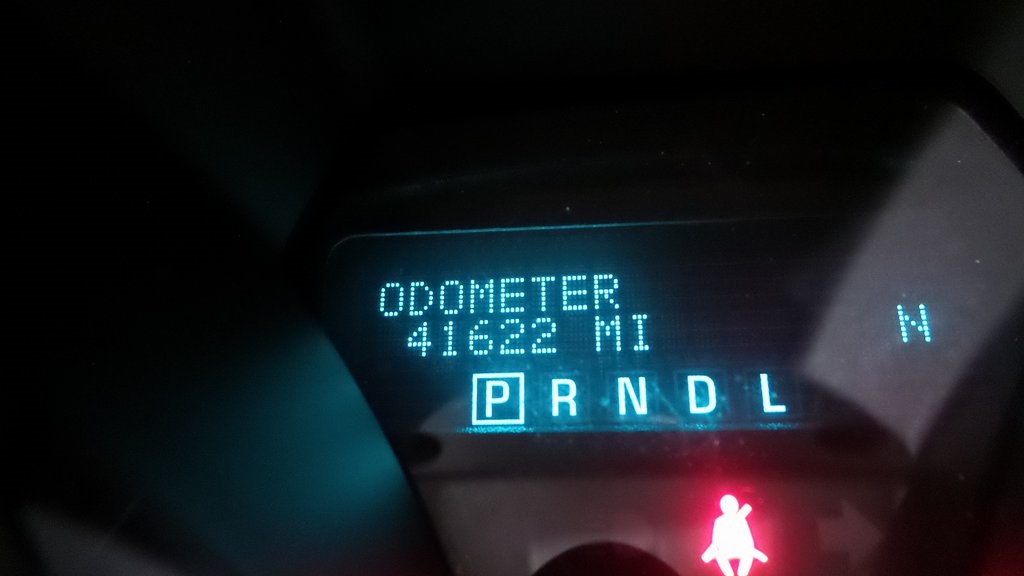 ODOMETER
41622 MI
N
P R N D L